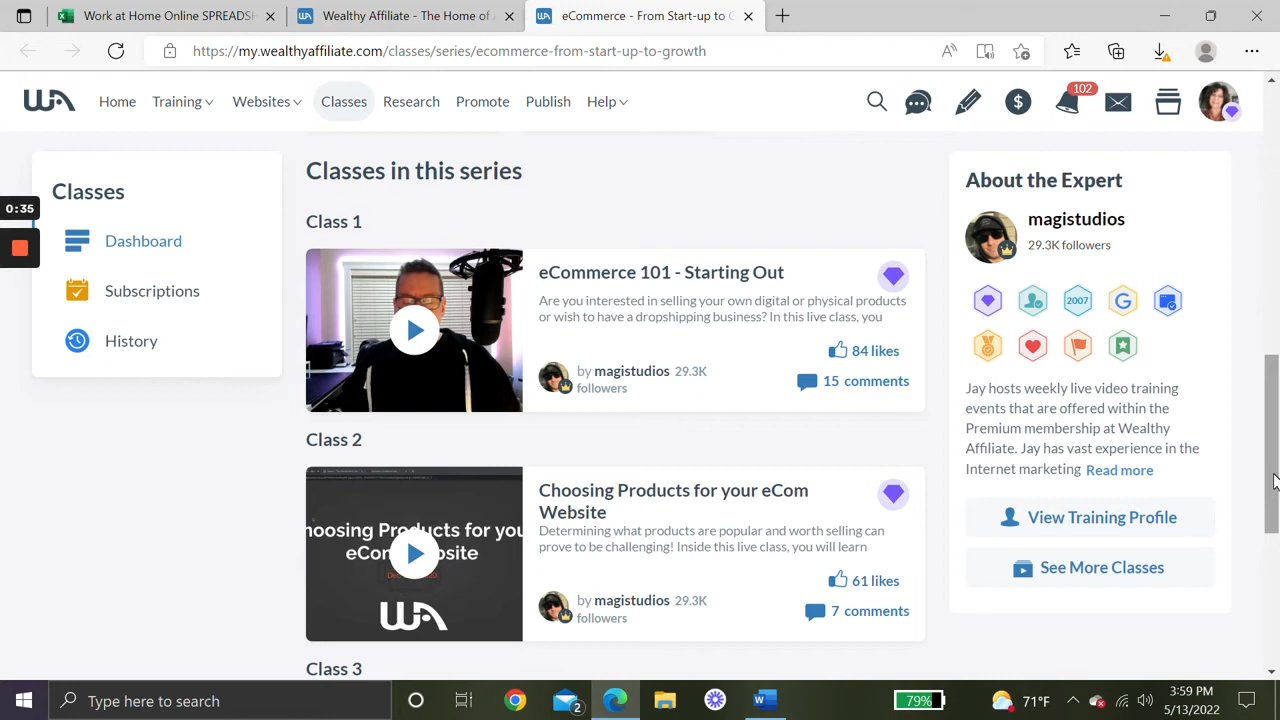 Work at Home Online SPREADSH
Wealthy Affiliate - The Home of A
eCommerce - From Start-up to G
https://my.wealthyaffiliate.com/classes/series/ecommerce-from-start-up-to-growth
WA
Home
Training
Websites
Classes
Research
Promote
Publish
Help
102
Classes
0:35
Dashboard
Subscriptions
History
Classes in this series
Class 1
eCommerce 101 - Starting Out
Are you interested in selling your own digital or physical products
or wish to have a dropshipping business? In this live class, you
84 likes
by magistudios 29.3K
followers
15 comments
Class 2
hoosing Products for you
eCom
bsite
WA
Choosing Products for your eCom
Website
Determining what products are popular and worth selling can
prove to be challenging! Inside this live class, you will learn
61 likes
by magistudios 29.3K
followers
7 comments
Class 3
About the Expert
magistudios
29.3K followers
2007
G
Jay hosts weekly live video training
events that are offered within the
Premium membership at Wealthy
Affiliate. Jay has vast experience in the
Internet marketing Read more
View Training Profile
See More Classes
Type here to search
2
79%
71°F
3:59 PM
5/13/2022